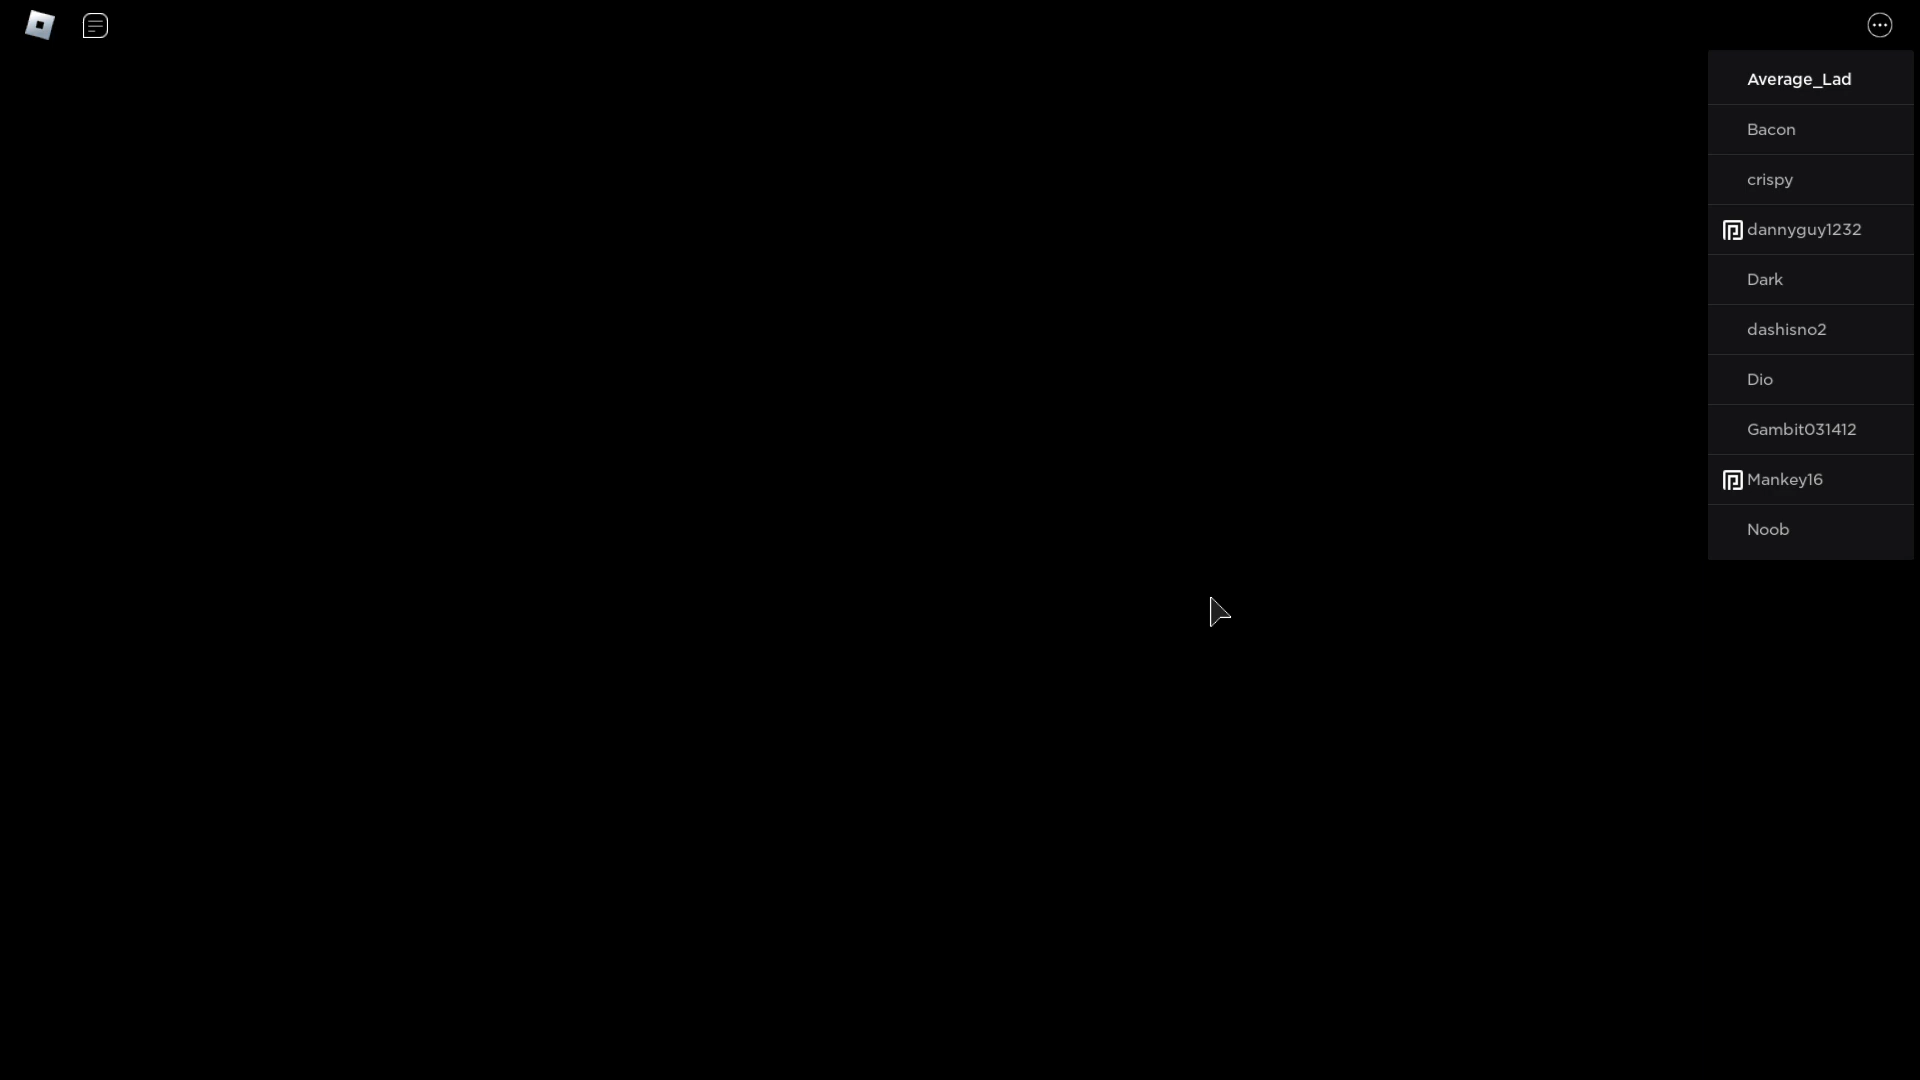 Average_Lad
Bacon
crispy
dannyguy1232
Dark
dashisno2
Dio
Gambit031412
Mankey16
Noob